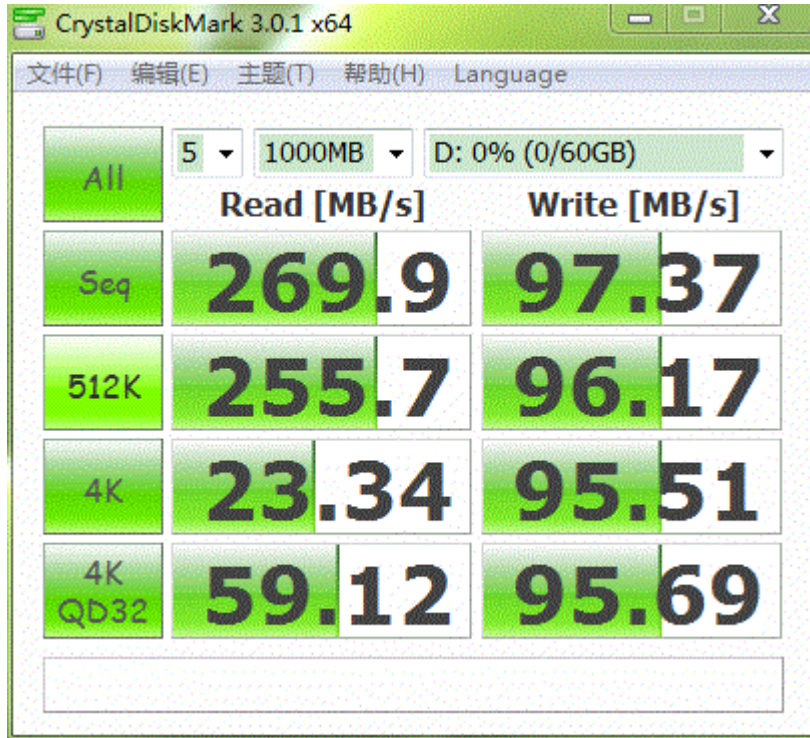 CrystalDiskMark 3.0.1 x64
文件(F) 编辑(E) 主题(T) 帮助(H) Language
All 5 1000MB D: 0% (0/60GB)
Read [MB/s] Write [MB/s]
Seq 269.9 97.37
512K 255.7 96.17
4K 23.34 95.51
4K QD32 59.12 95.69